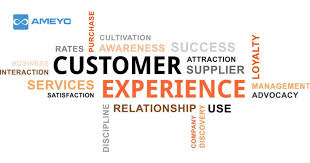 AMEYO
PURCHASE
CULTIVATION
RATES
AWARENESS
SUCCESS
LOYALTY
BUSINESS
INTERACTION
CUSTOMER
ATTRACTION
SUPPLIER
SERVICES
EXPERIENCE
MANAGEMENT
SATISFACTION
ADVOCACY
RELATIONSHIP
USE
DISCIPLINE
COMPANY
DISCOVERY